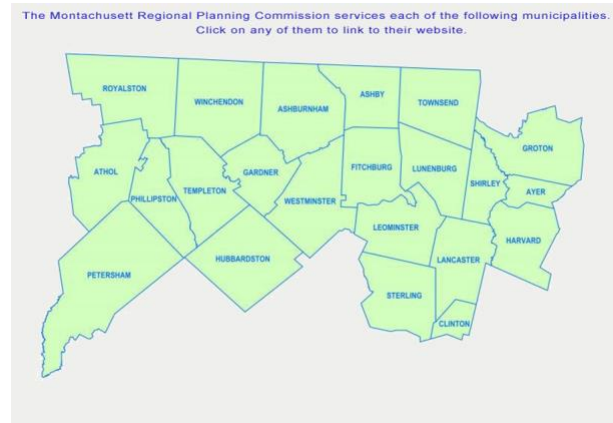 The Montachusett Regional Planning Commission services each of the following municipalities.
Click on any of them to link to their website.
ROYALSTON
WINCHENDON
ASHBURNHAM
ASHBY
TOWNSEND
GROTON
ATHOL
PHILLIPSTON
TEMPLETON
GARDNER
WESTMINSTER
FITCHBURG
LUNENBURG
SHIRLEY
AYER
LEOMINSTER
HARVARD
PETERSHAM
HUBBARDSTON
LANCASTER
STERLING
CLINTON